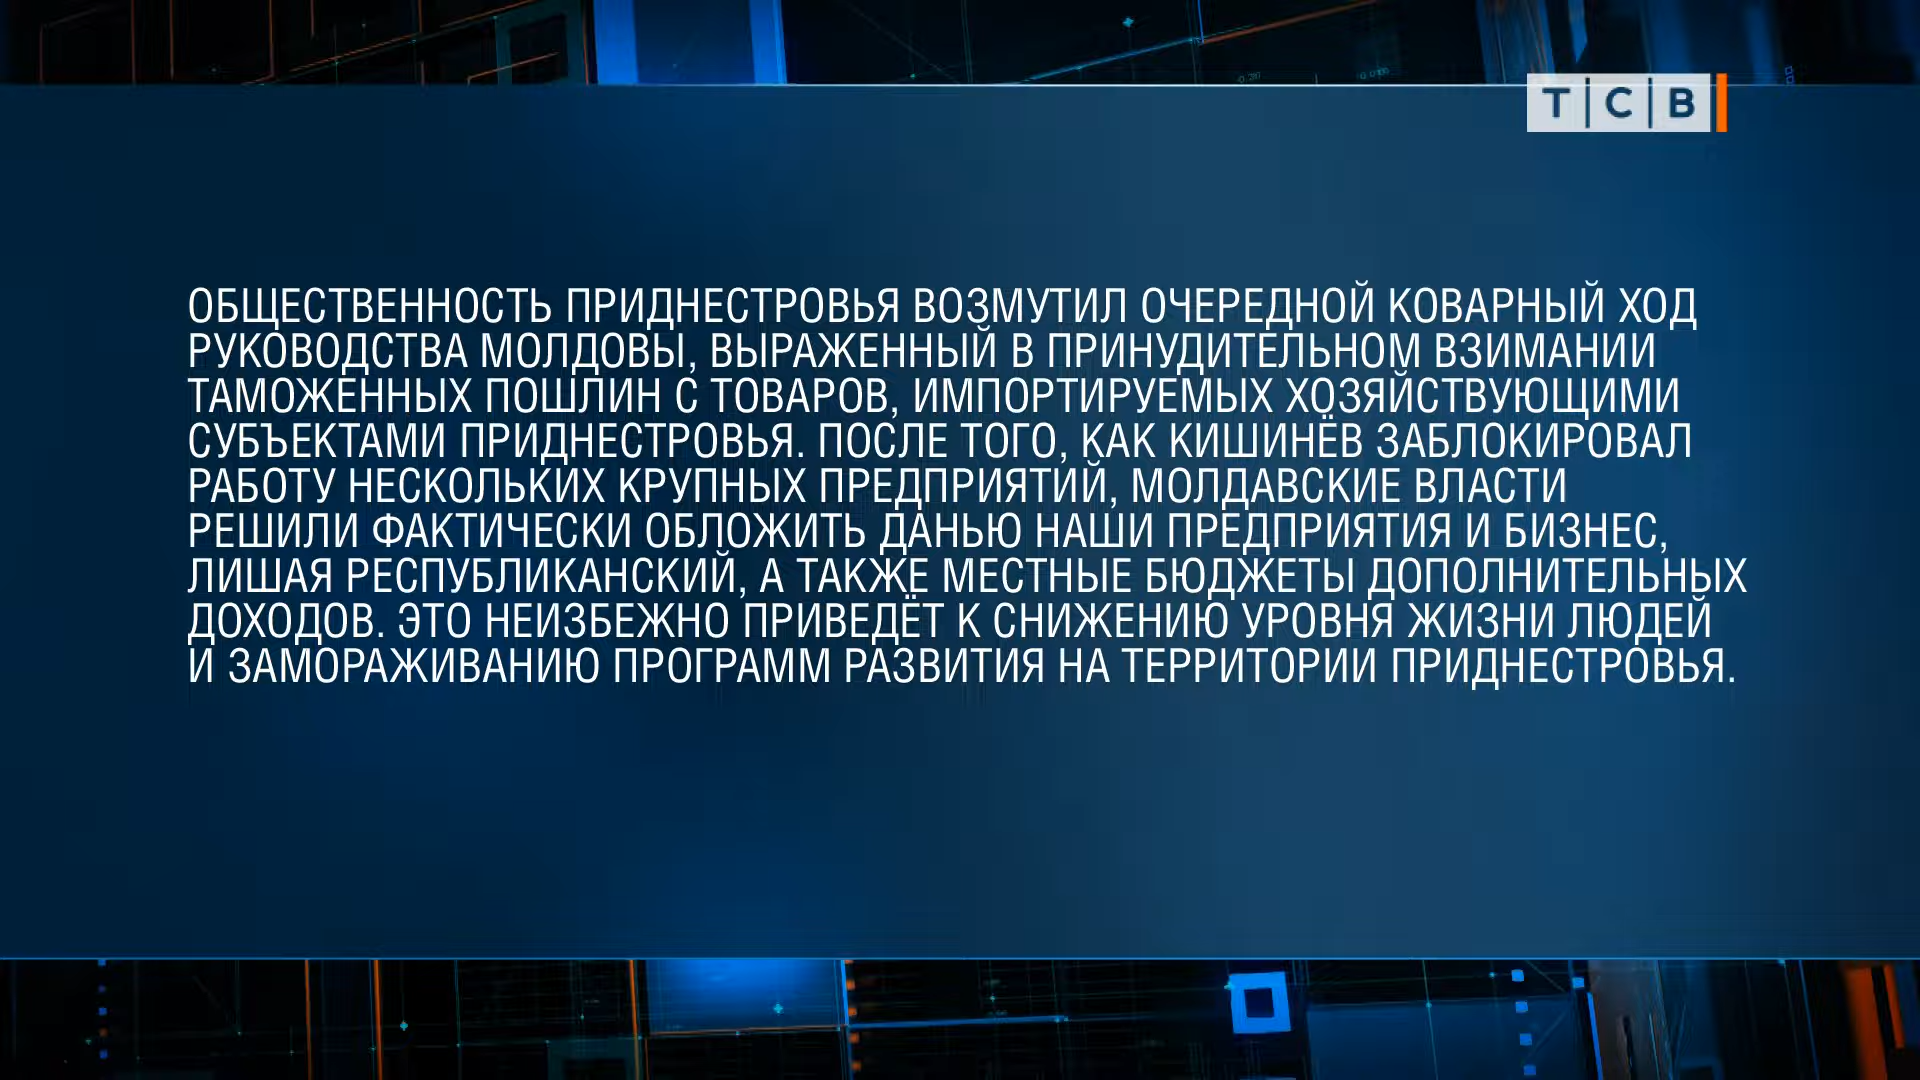 Т|С|В
ОБЩЕСТВЕННОСТЬ ПРИДНЕСТРОВЬЯ ВОЗМУТИЛ ОЧЕРЕДНОЙ КОВАРНЫЙ ХОД
РУКОВОДСТВА МОЛДОВЫ, ВЫРАЖЕННЫЙ В ПРИНУДИТЕЛЬНОМ ВЗИМАНИИ
ТАМОЖЕННЫХ ПОШЛИН С ТОВАРОВ, ИМПОРТИРУЕМЫХ ХОЗЯЙСТВУЮЩИМИ
СУБЪЕКТАМИ ПРИДНЕСТРОВЬЯ. ПОСЛЕ ТОГО, КАК КИШИНЁВ ЗАБЛОКИРОВАЛ
РАБОТУ НЕСКОЛЬКИХ КРУПНЫХ ПРЕДПРИЯТИЙ, МОЛДАВСКИЕ ВЛАСТИ
РЕШИЛИ ФАКТИЧЕСКИ ОБЛОЖИТЬ ДАНЬЮ НАШИ ПРЕДПРИЯТИЯ И БИЗНЕС,
ЛИШАЯ РЕСПУБЛИКАНСКИЙ, А ТАКЖЕ МЕСТНЫЕ БЮДЖЕТЫ ДОПОЛНИТЕЛЬНЫХ
ДОХОДОВ. ЭТО НЕИЗБЕЖНО ПРИВЕДЁТ К СНИЖЕНИЮ УРОВНЯ ЖИЗНИ ЛЮДЕЙ
И ЗАМОРАЖИВАНИЮ ПРОГРАММ РАЗВИТИЯ НА ТЕРРИТОРИИ ПРИДНЕСТРОВЬЯ.